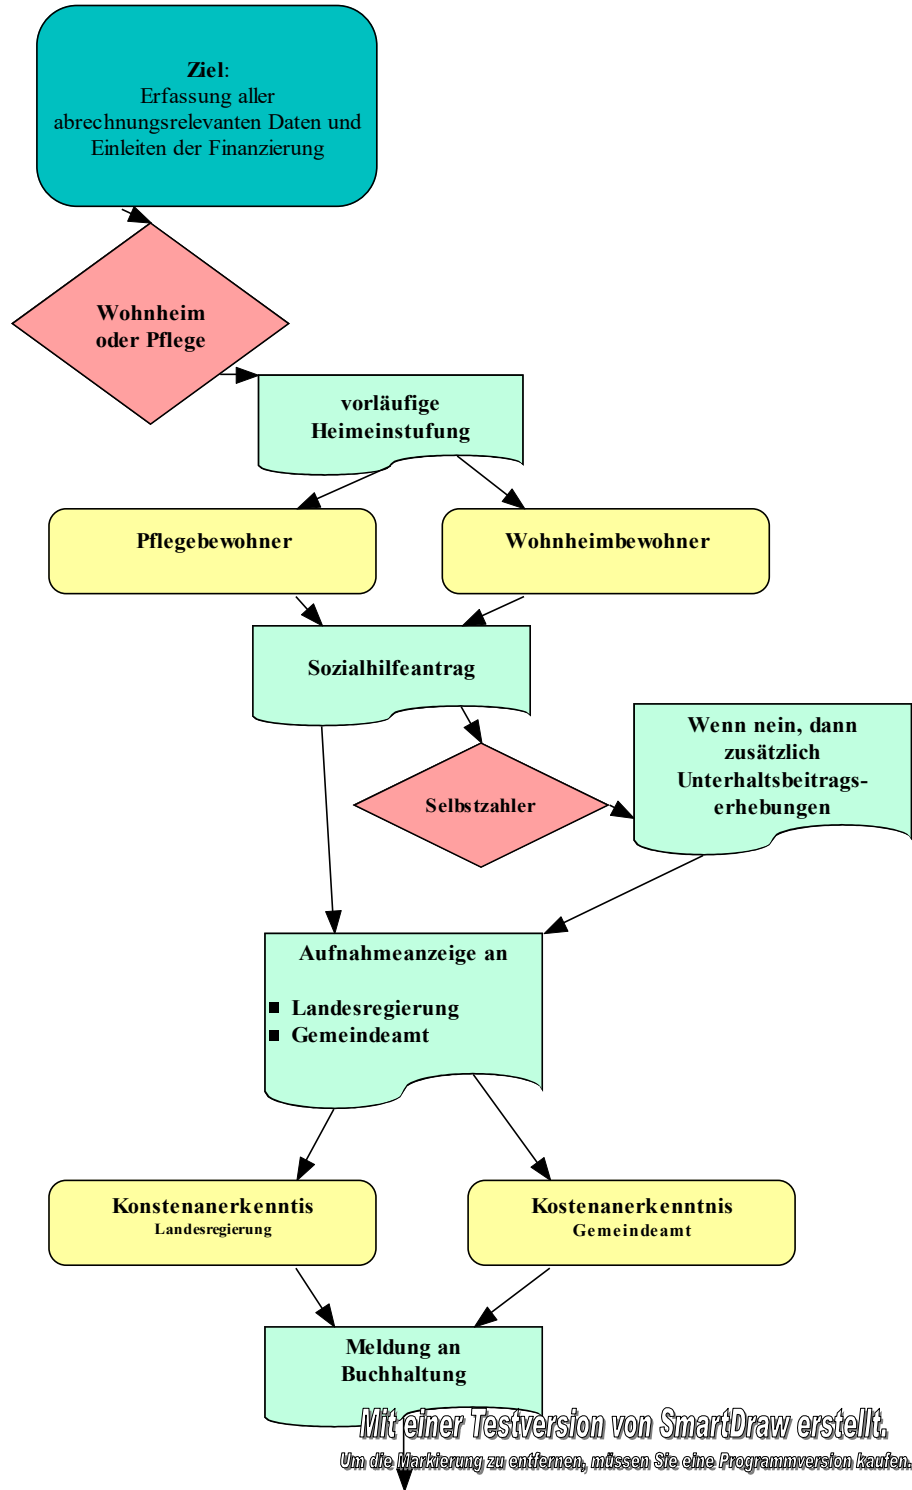 Ziel:
Erfassung aller
abrechnungsrelevanten Daten und
Einleiten der Finanzierung
Wohnheim
oder Pflege
vorläufige
Heimeinstufung
Pflegebewohner
Wohnheimbewohner
Sozialhilfeantrag
Wenn nein, dann
zusätzlich
Unterhaltsbeitrags-
erhebungen
Selbstzahler
Aufnahmeanzeige an
■ Landesregierung
■ Gemeindeamt
Konstenanerkenntis
Landesregierung
Kostenanerkenntnis
Gemeindeamt
Meldung an
Buchhaltung
Mit einer Testversion von SmartDraw erstellt.
Um die Markierung zu entfernen, müssen Sie eine Programmversion kaufen.